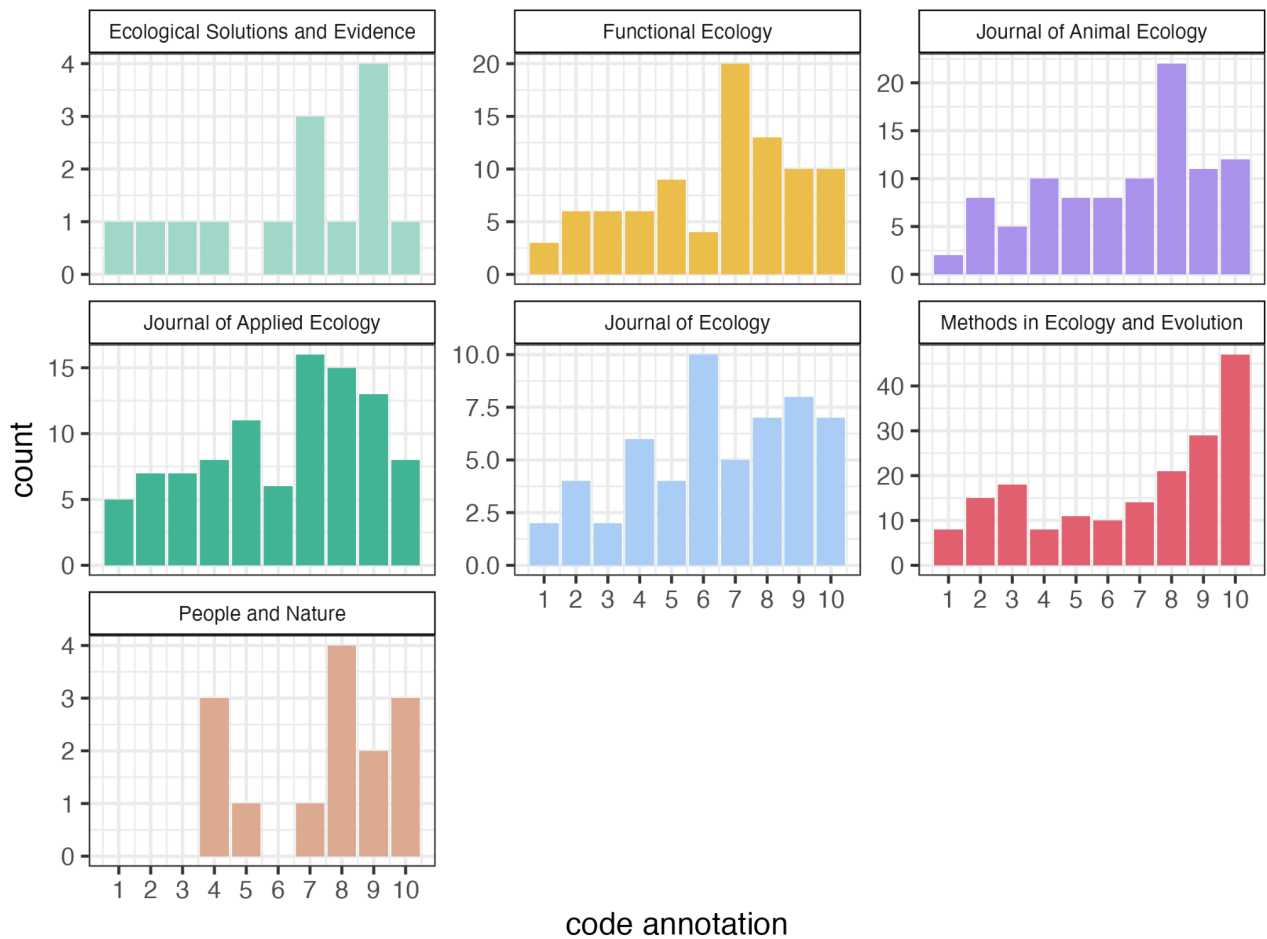 Ecological Solutions and Evidence
Functional Ecology
Journal of Animal Ecology
4
3
2
1
0
20
15
10
5
0
20
15
10
5
0
Journal of Applied Ecology
Journal of Ecology
Methods in Ecology and Evolution
count
15
10
5
0
10.0
7.5
5.0
2.5
0.0
40
30
20
10
0
1 2 3 4 5 6 7 8 9 10
1 2 3 4 5 6 7 8 9 10
People and Nature
4
3
2
1
0
1 2 3 4 5 6 7 8 9 10
code annotation